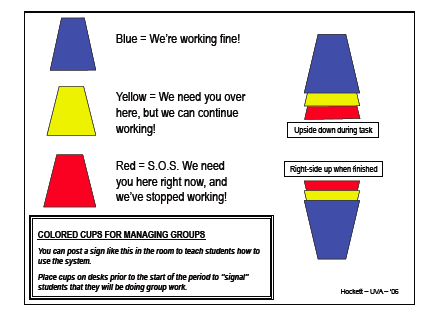 Blue = We're working fine!
Yellow = We need you over
here, but we can continue
working!
Red = S.O.S. We need
you here right now, and
we've stopped working!
Upside down during task
Right-side up when finished
COLORED CUPS FOR MANAGING GROUPS
You can post a sign like this in the room to teach students how to
use the system.
Place cups on desks prior to the start of the period to "signal"
students that they will be doing group work.
Hockett – UVA – '06